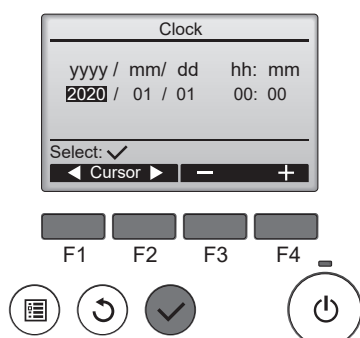 Clock
yyyy / mm/ dd hh: mm
2020 / 01 / 01 00: 00
Select:
Cursor − +
F1 F2 F3 F4